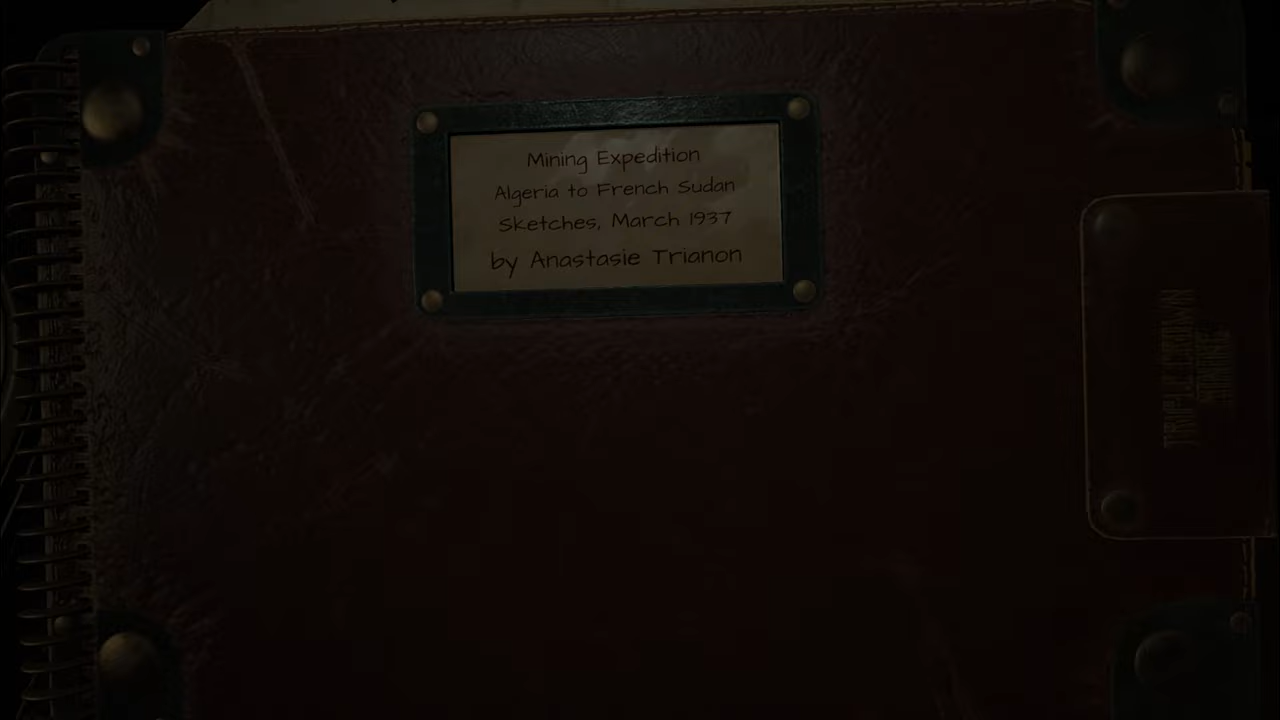 Mining Expedition
Algeria to French Sudan
Sketches, March 1937
by Anastasie Trianon